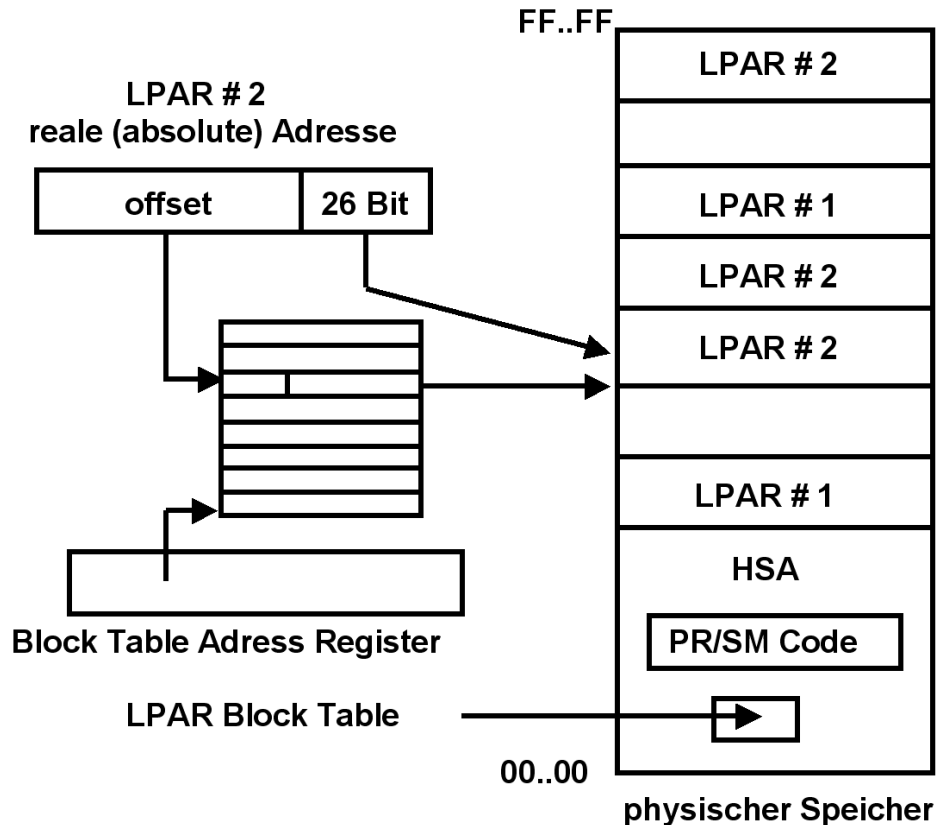 FF..FF
LPAR # 2
LPAR # 2
reale (absolute) Adresse
offset
26 Bit
LPAR # 1
LPAR # 2
LPAR # 2
LPAR # 1
HSA
Block Table Adress Register
PR/SM Code
LPAR Block Table
00..00
physischer Speicher